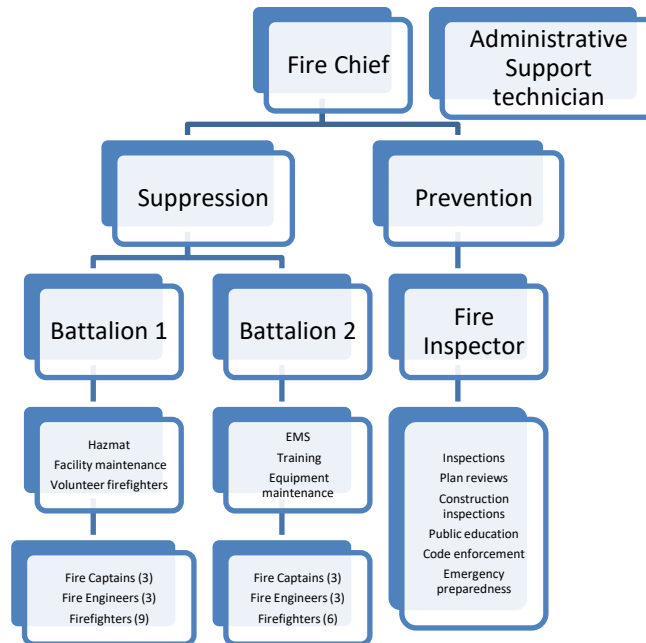 Fire Chief
Administrative
Support
technician
Suppression
Prevention
Battalion 1
Battalion 2
Fire
Inspector
Hazmat
Facility maintenance
Volunteer firefighters
EMS
Training
Equipment
maintenance
Inspections
Plan reviews
Construction
inspections
Public education
Code enforcement
Emergency
preparedness
Fire Captains (3)
Fire Engineers (3)
Firefighters (9)
Fire Captains (3)
Fire Engineers (3)
Firefighters (6)